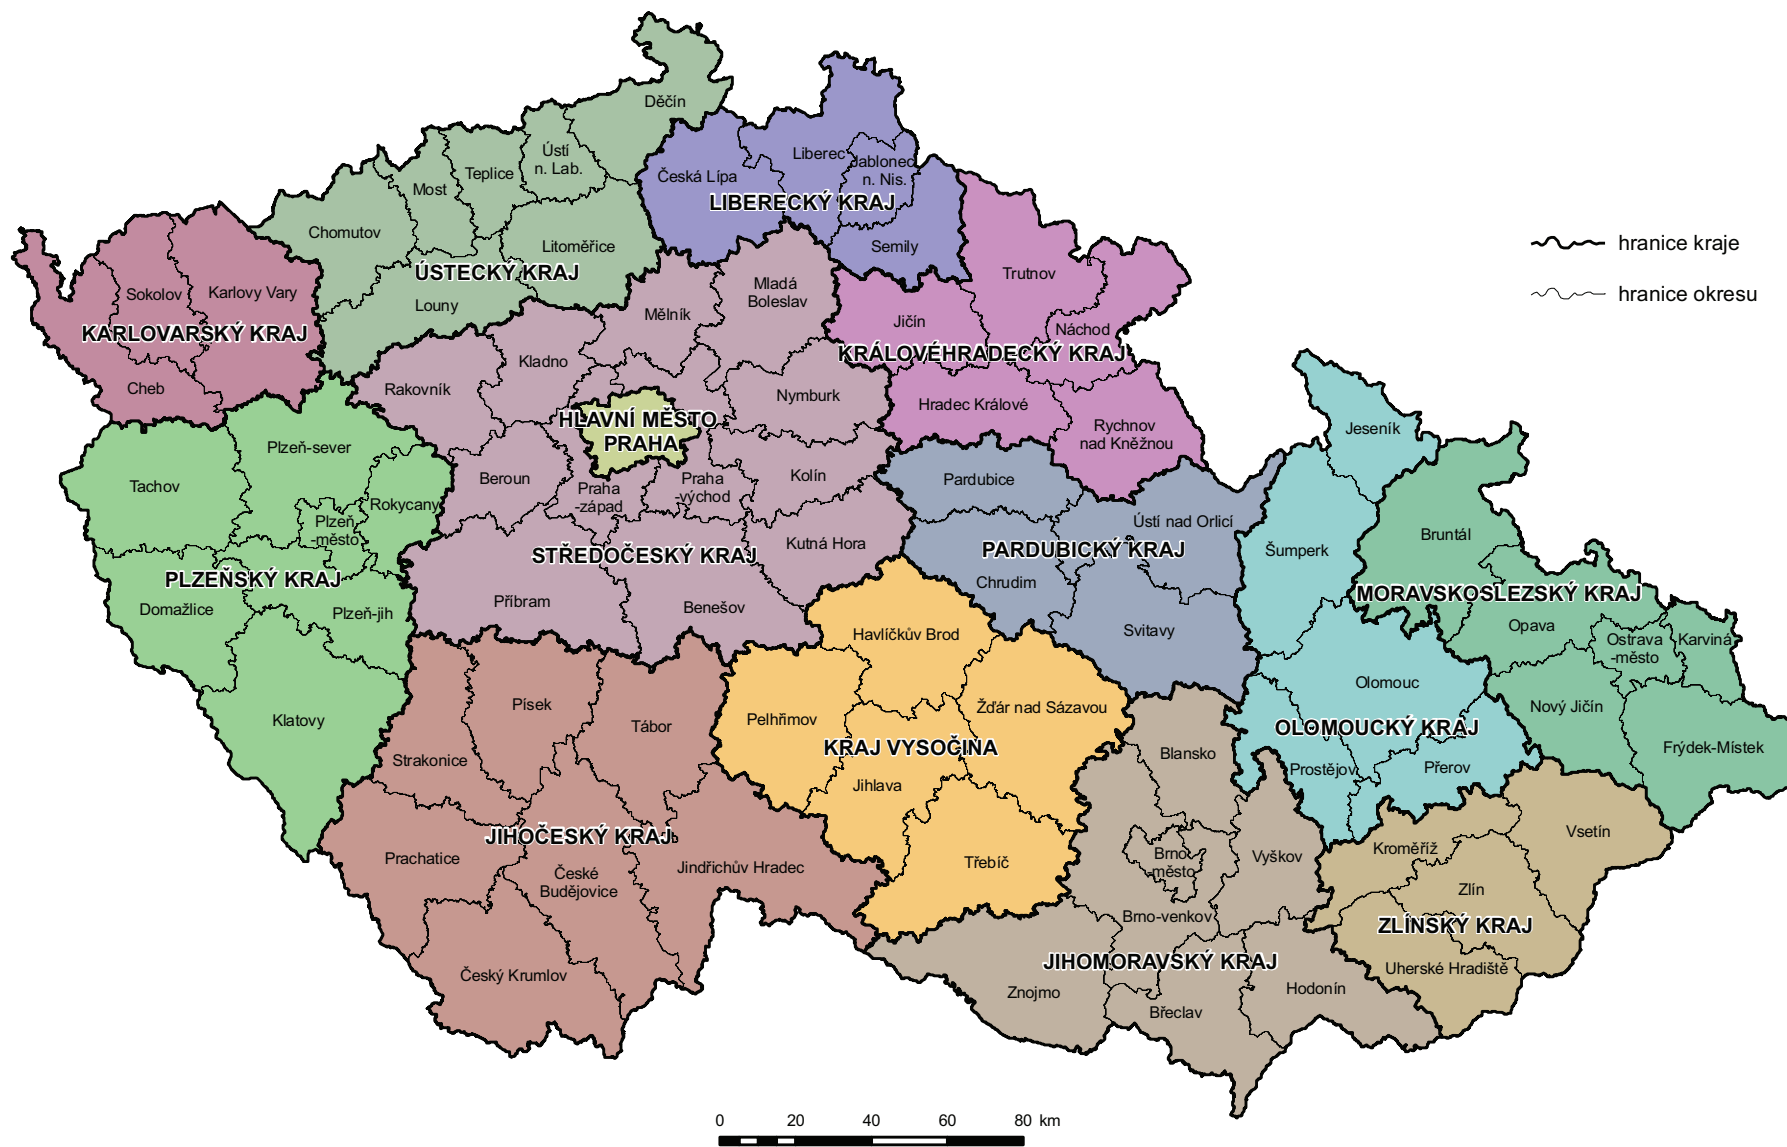 Děčín
Ústí
n. Lab.
Teplice
Most
Chomutov
Litoměřice
ÚSTECKÝ KRAJ
Louny
Česká Lípa
Liberec
Jablonec
n. Nis.
LIBERECKÝ KRAJ
Semily
Sokolov
Karlovy Vary
KARLOVARSKÝ KRAJ
Cheb
Trutnov
Jičín
Náchod
KRÁLOVÉHRADECKÝ KRAJ
Hradec Králové
Rychnov
nad Kněžnou
hranice kraje
hranice okresu
Mladá
Boleslav
Mělník
Kladno
Rakovník
Nymburk
HLAVNÍ MĚSTO
PRAHA
Beroun
Praha
-západ
Praha
-východ
Kolín
Kutná Hora
STŘEDOČESKÝ KRAJ
Příbram
Benešov
Plzeň-sever
Tachov
Rokycany
Plzeň
-město
PLZEŇSKÝ KRAJ
Domažlice
Plzeň-jih
Klatovy
Pardubice
Ústí nad Orlicí
PARDUBICKÝ KRAJ
Chrudim
Svitavy
Jeseník
Šumperk
Olomouc
OLOMOUCKÝ KRAJ
Prostějov
Přerov
Bruntál
MORAVSKOSLEZSKÝ KRAJ
Opava
Ostrava
-město
Karviná
Nový Jičín
Frýdek-Místek
Havlíčkův Brod
Pelhřimov
Žďár nad Sázavou
KRAJ VYSOČINA
Jihlava
Třebíč
Písek
Tábor
Strakonice
JIHOČESKÝ KRAJ
Prachatice
České
Budějovice
Jindřichův Hradec
Český Krumlov
Blansko
Brno
-město
Vyškov
Brno-venkov
JIHOMORAVSKÝ KRAJ
Znojmo
Břeclav
Hodonín
Vsetín
Kroměříž
Zlín
ZLÍNSKÝ KRAJ
Uherské Hradiště
0 20 40 60 80 km